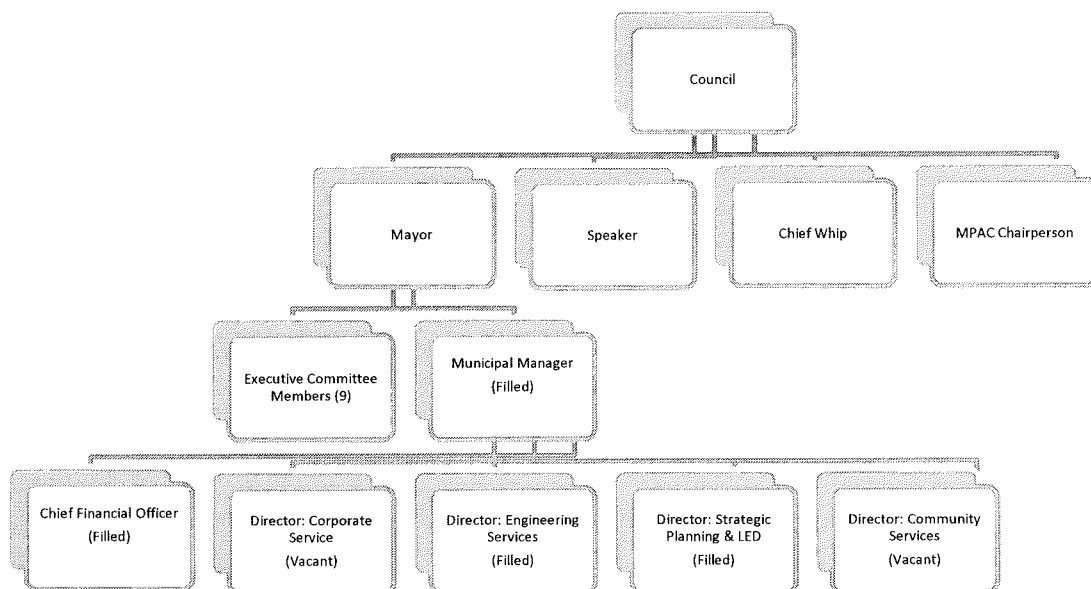 Council
Mayor
Speaker
Chief Whip
MPAC Chairperson
Executive Committee
Members (9)
Municipal Manager
(Filled)
Chief Financial Officer
(Filled)
Director: Corporate
Service
(Vacant)
Director: Engineering
Services
(Filled)
Director: Strategic
Planning & LED
(Filled)
Director: Community
Services
(Vacant)